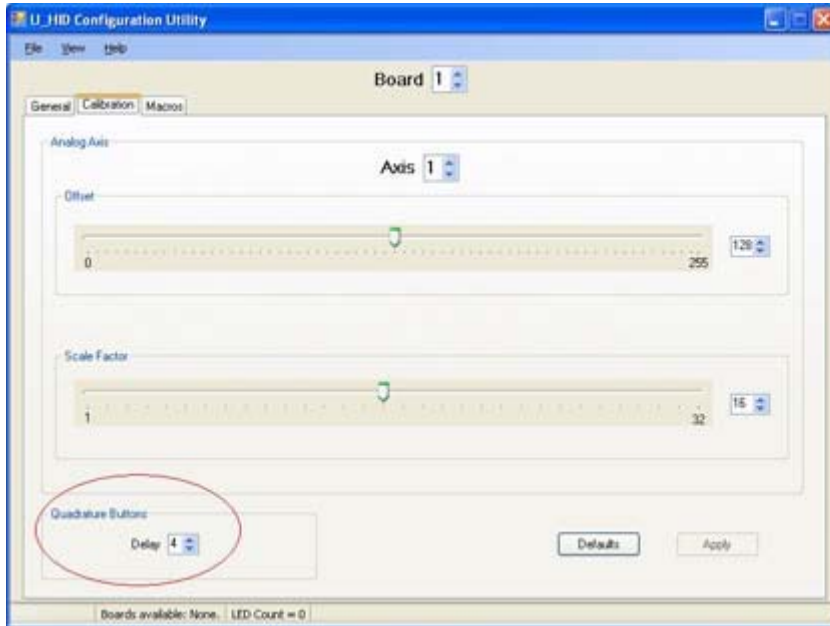 U_HID Configuration Utility
File View Help
Board 1
General Calibration Macros
Analog Axis
Axis 1
Offset
0 255 128
Scale Factor
1 32 16
Quadrature Buttons
Delay 4
Defaults Apply
Boards available: None. LED Count = 0